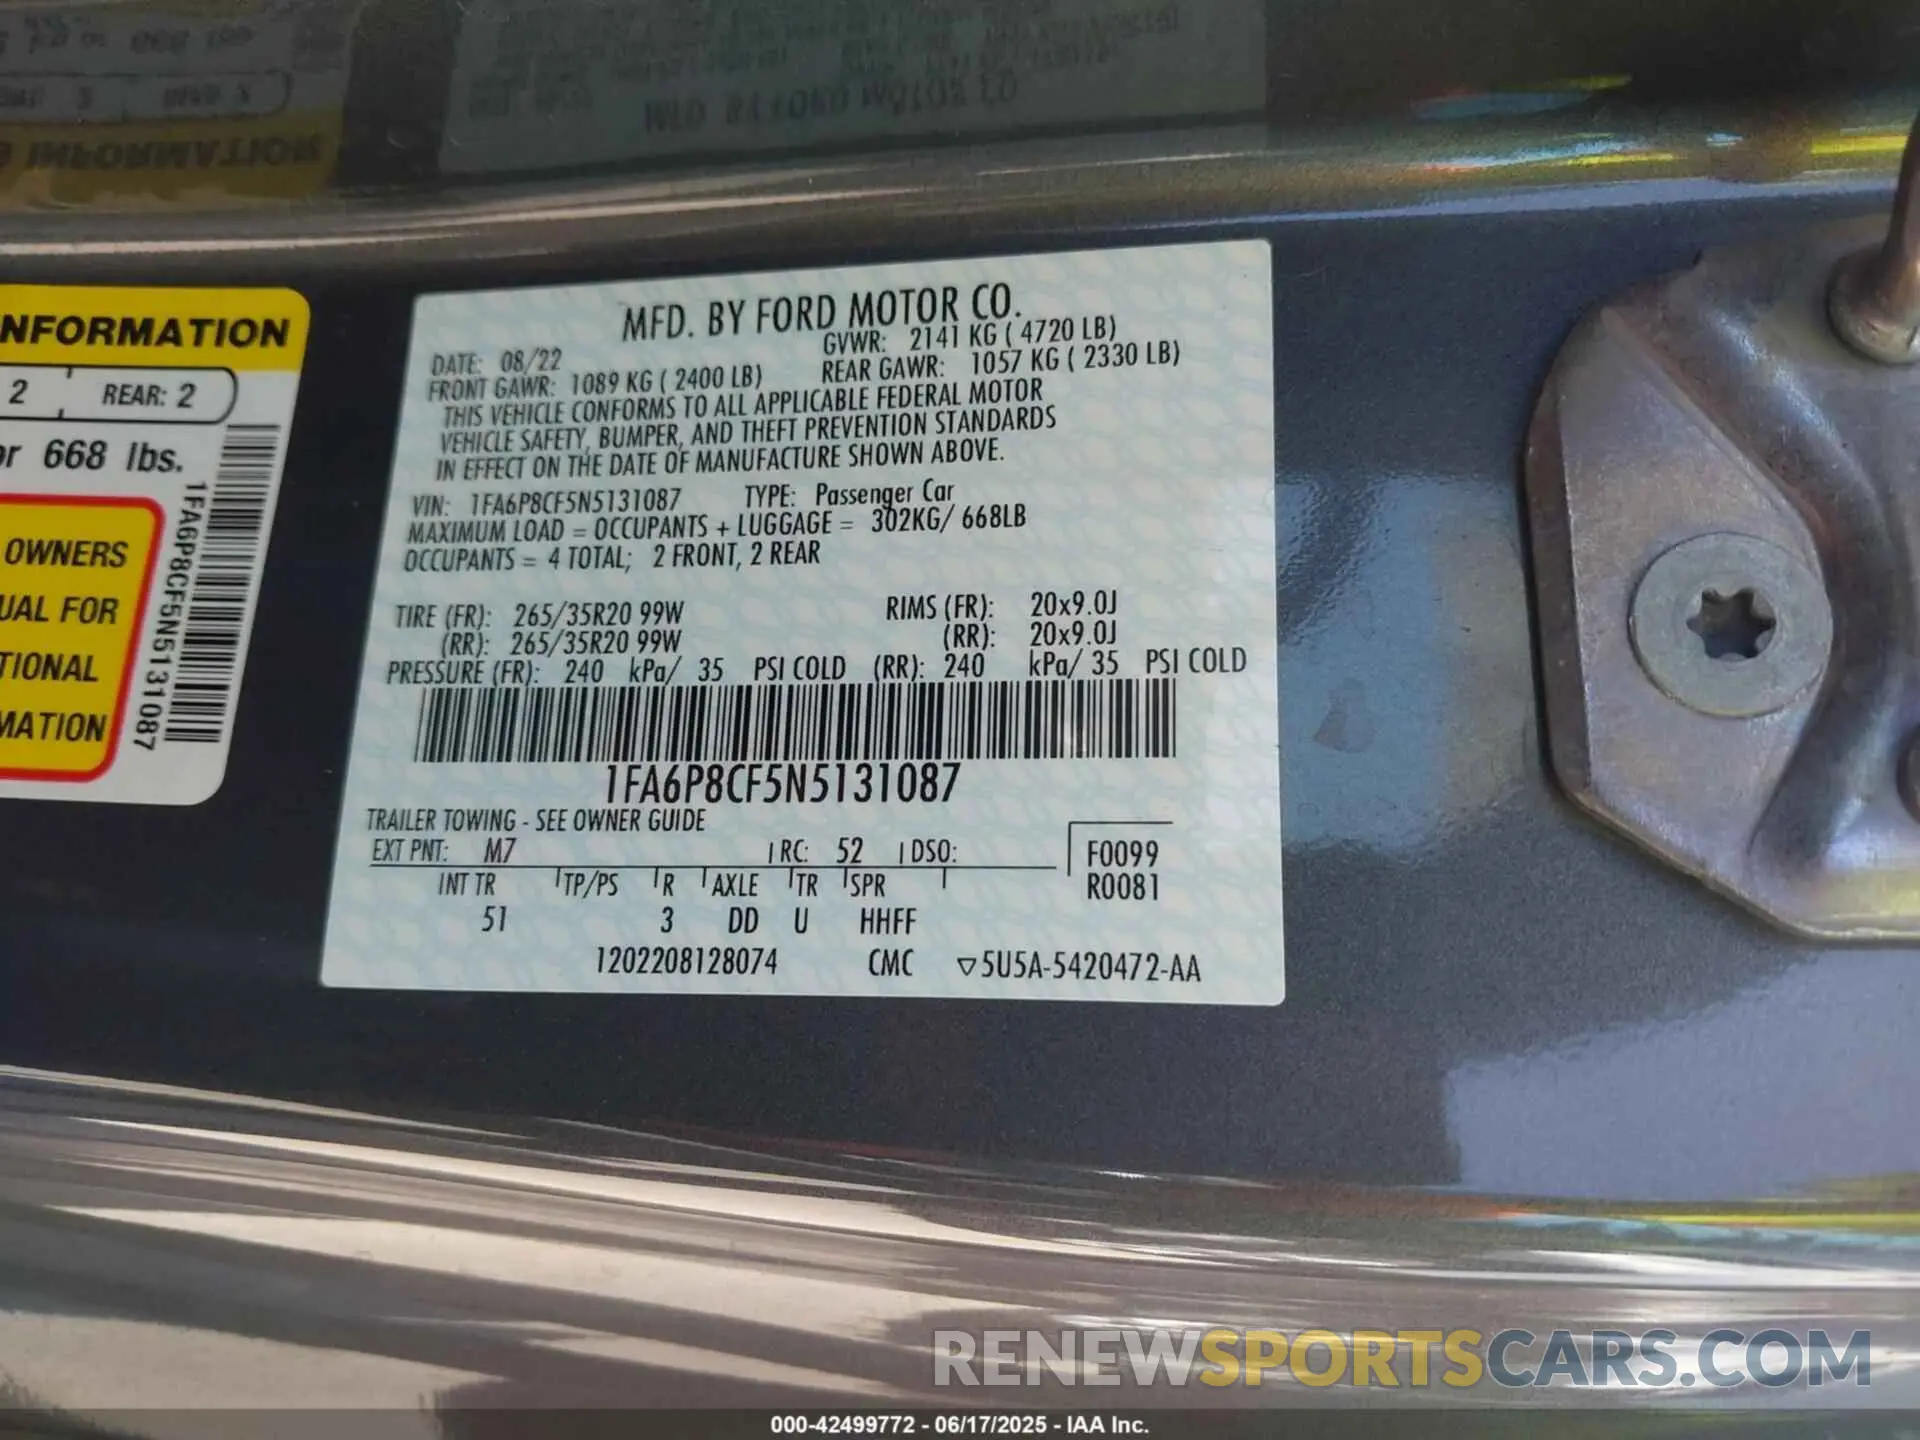 NFORMATION
2 REAR: 2
or 668 lbs.
OWNERS
UAL FOR
TIONAL
MATION
1FA6P8CF5N5131087
MFD. BY FORD MOTOR CO.
DATE: 08/22 GVWR: 2141 KG ( 4720 LB)
FRONT GAWR: 1089 KG ( 2400 LB) REAR GAWR: 1057 KG ( 2330 LB)
THIS VEHICLE CONFORMS TO ALL APPLICABLE FEDERAL MOTOR
VEHICLE SAFETY, BUMPER, AND THEFT PREVENTION STANDARDS
IN EFFECT ON THE DATE OF MANUFACTURE SHOWN ABOVE.
VIN: 1FA6P8CF5N5131087 TYPE: Passenger Car
MAXIMUM LOAD = OCCUPANTS + LUGGAGE = 302KG/ 668LB
OCCUPANTS = 4 TOTAL; 2 FRONT, 2 REAR
TIRE (FR): 265/35R20 99W RIMS (FR): 20x9.0J
(RR): 265/35R20 99W (RR): 20x9.0J
PRESSURE (FR): 240 kPa/ 35 PSI COLD (RR): 240 kPa/ 35 PSI COLD
1FA6P8CF5N5131087
TRAILER TOWING - SEE OWNER GUIDE
EXT PNT: M7 RC: 52 DSO: F0099
INT TR TP/PS R AXLE TR SPR R0081
51 3 DD U HHFF
1202208128074 CMC ▽5U5A-5420472-AA
RENEWSPORTSCARS.COM
000-42499772 - 06/17/2025 - IAA Inc.